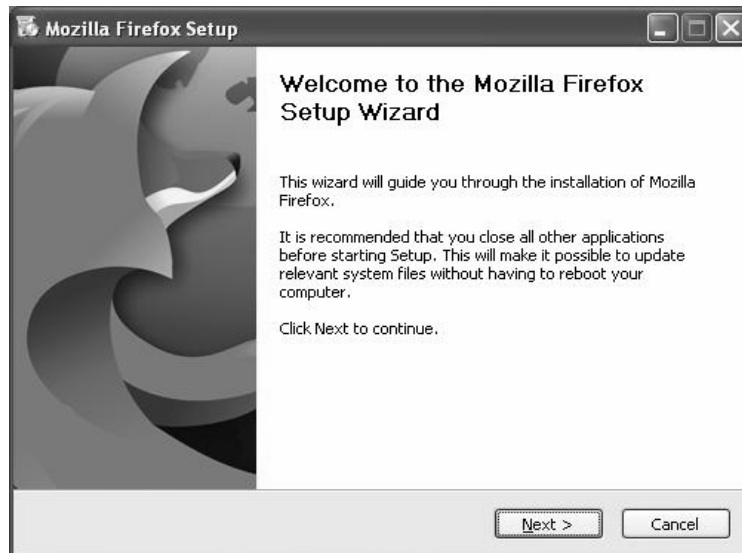 Mozilla Firefox Setup
Welcome to the Mozilla Firefox
Setup Wizard
This wizard will guide you through the installation of Mozilla
Firefox.
It is recommended that you close all other applications
before starting Setup. This will make it possible to update
relevant system files without having to reboot your
computer.
Click Next to continue.
Next >
Cancel